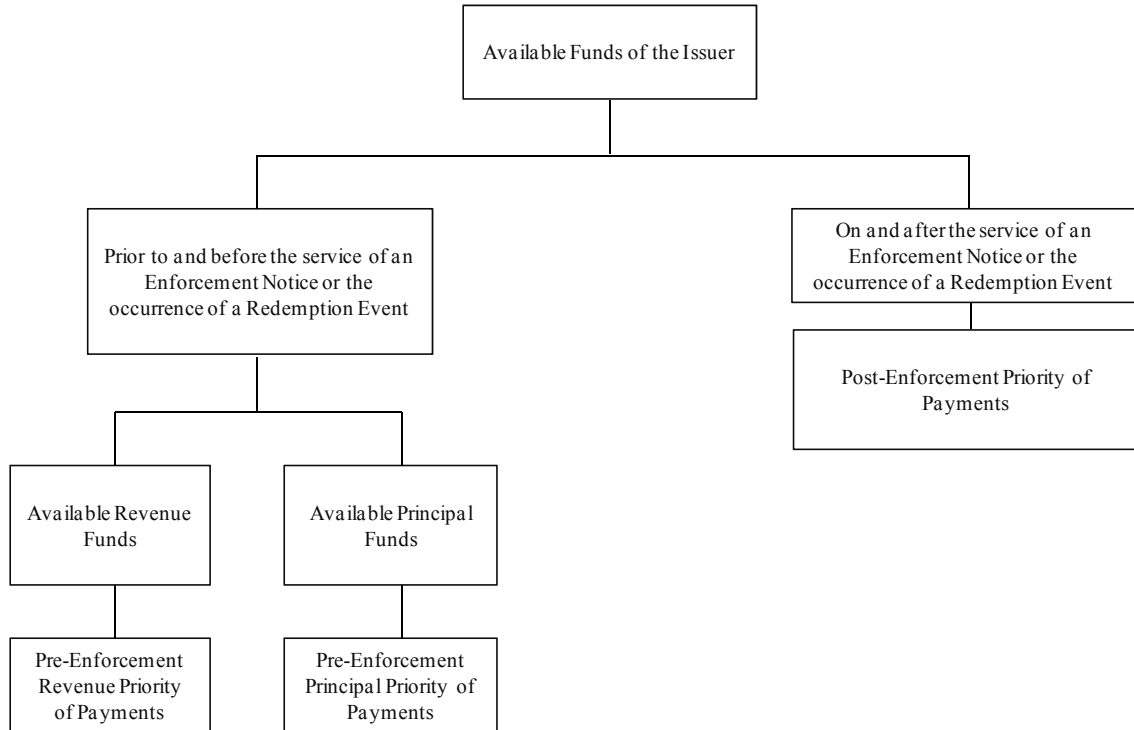 Available Funds of the Issuer
Prior to and before the service of an
Enforcement Notice or the
occurrence of a Redemption Event
On and after the service of an
Enforcement Notice or the
occurrence of a Redemption Event
Post-Enforcement Priority of
Payments
Available Revenue
Funds
Available Principal
Funds
Pre-Enforcement
Revenue Priority
of Payments
Pre-Enforcement
Principal Priority of
Payments